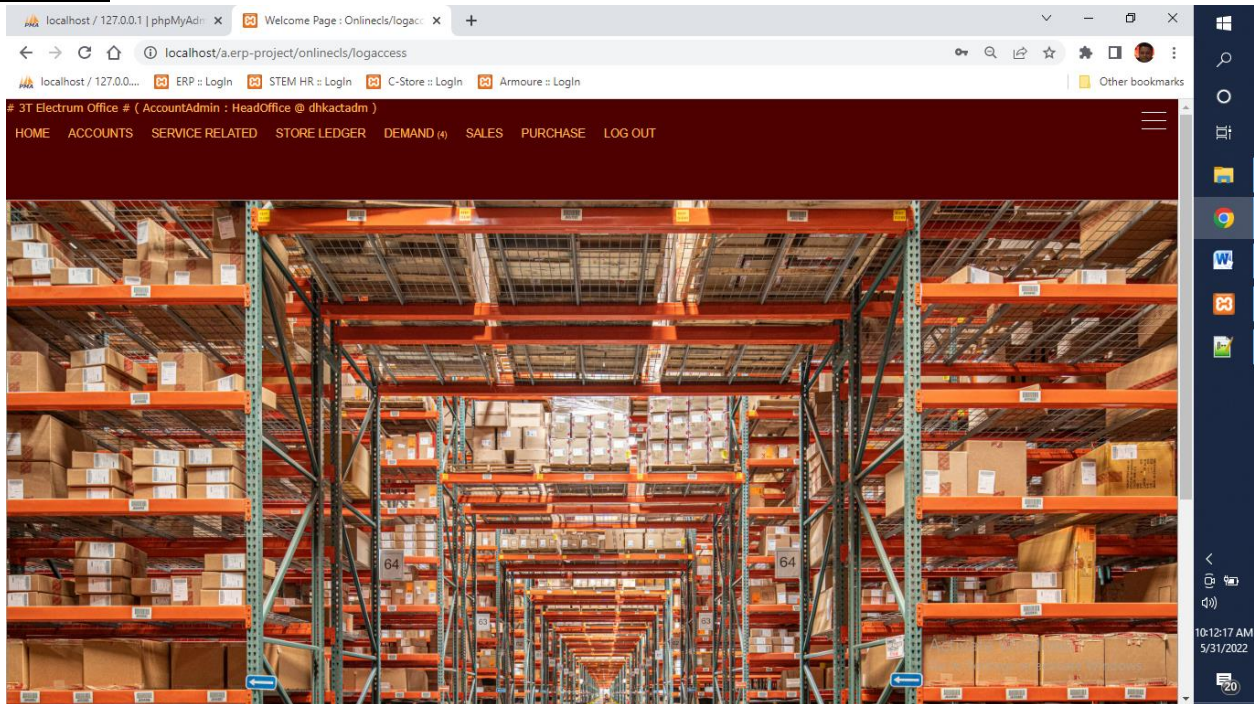 localhost / 127.0.0.1 | phpMyAdm
Welcome Page : Onlinecls/logacc
localhost/a.erp-project/onlinecls/logaccess
localhost / 127.0.0....
ERP :: LogIn
STEM HR :: LogIn
C-Store :: LogIn
Armoure :: LogIn
Other bookmarks
# 3T Electrum Office # ( AccountAdmin : HeadOffice @ dhkactadm )
HOME ACCOUNTS SERVICE RELATED STORE LEDGER DEMAND (4) SALES PURCHASE LOG OUT
64
64
63
63
10:12:17 AM
5/31/2022
20